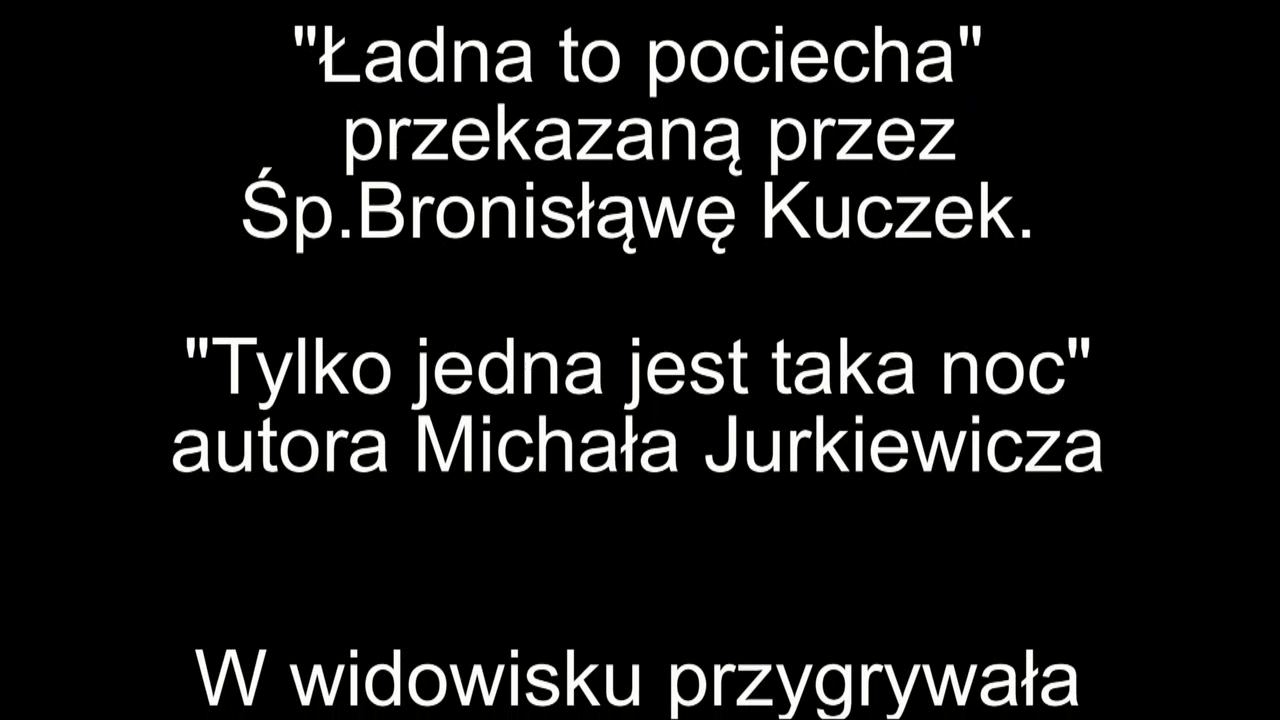 "Ładna to pociecha"
przekazaną przez
Śp.Bronisłąwę Kuczek.
"Tylko jedna jest taka noc"
autora Michała Jurkiewicza
W widowisku przygrywała